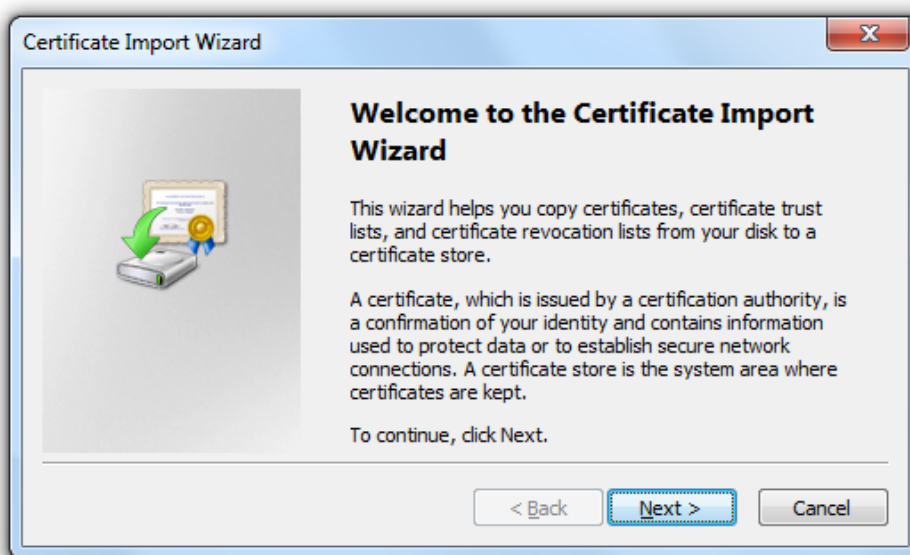 Certificate Import Wizard
x
Welcome to the Certificate Import
Wizard
This wizard helps you copy certificates, certificate trust
lists, and certificate revocation lists from your disk to a
certificate store.
A certificate, which is issued by a certification authority, is
a confirmation of your identity and contains information
used to protect data or to establish secure network
connections. A certificate store is the system area where
certificates are kept.
To continue, click Next.
< Back
Next >
Cancel